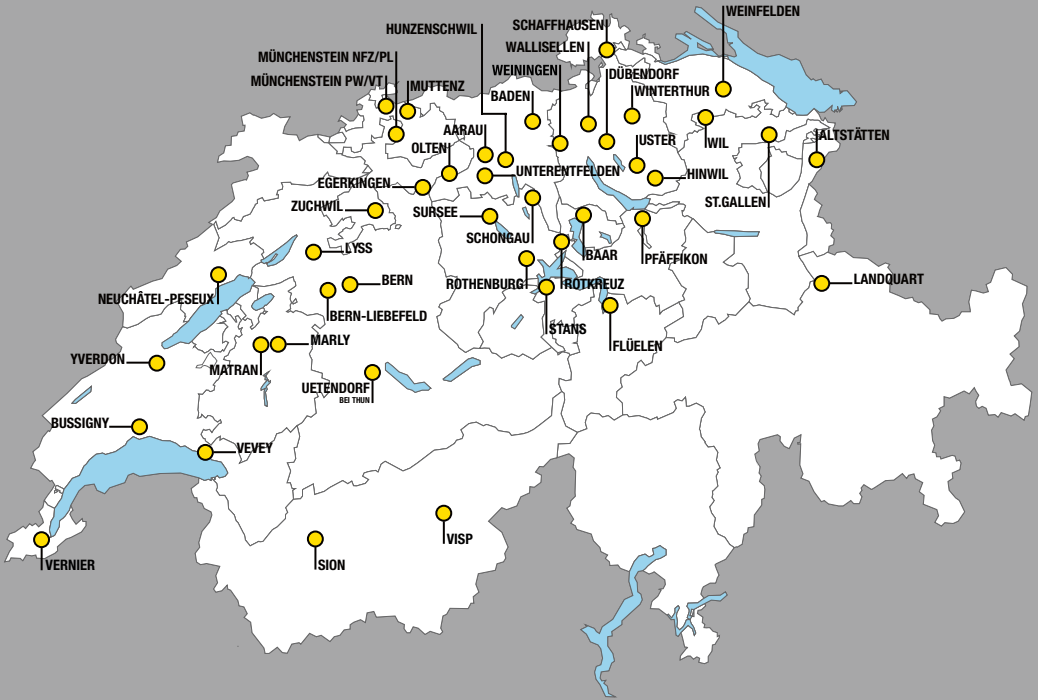 WEINFELDEN
SCHAFFHAUSEN
HUNZENSCHWIL
WALLISELLEN
MÜNCHENSTEIN NFZ/PL
WEININGEN
DÜBENDORF
MÜNCHENSTEIN PW/VT
MUTTENZ
WINTERTHUR
BADEN
AARAU
USTER
WIL
ALTSTÄTTEN
OLTEN
UNTERENTFELDEN
HINWIL
EGERKINGEN
ST.GALLEN
ZUCHWIL
SURSEE
SCHONGAU
LYSS
BAAR
PFÄFFIKON
BERN
ROTHENBURG
ROTKREUZ
LANDQUART
NEUCHÂTEL-PESEUX
BERN-LIEBEFELD
STANS
MARLY
FLÜELEN
YVERDON
MATRAN
UETENDORF
BEI THUN
BUSSIGNY
VEVEY
VISP
VERNIER
SION